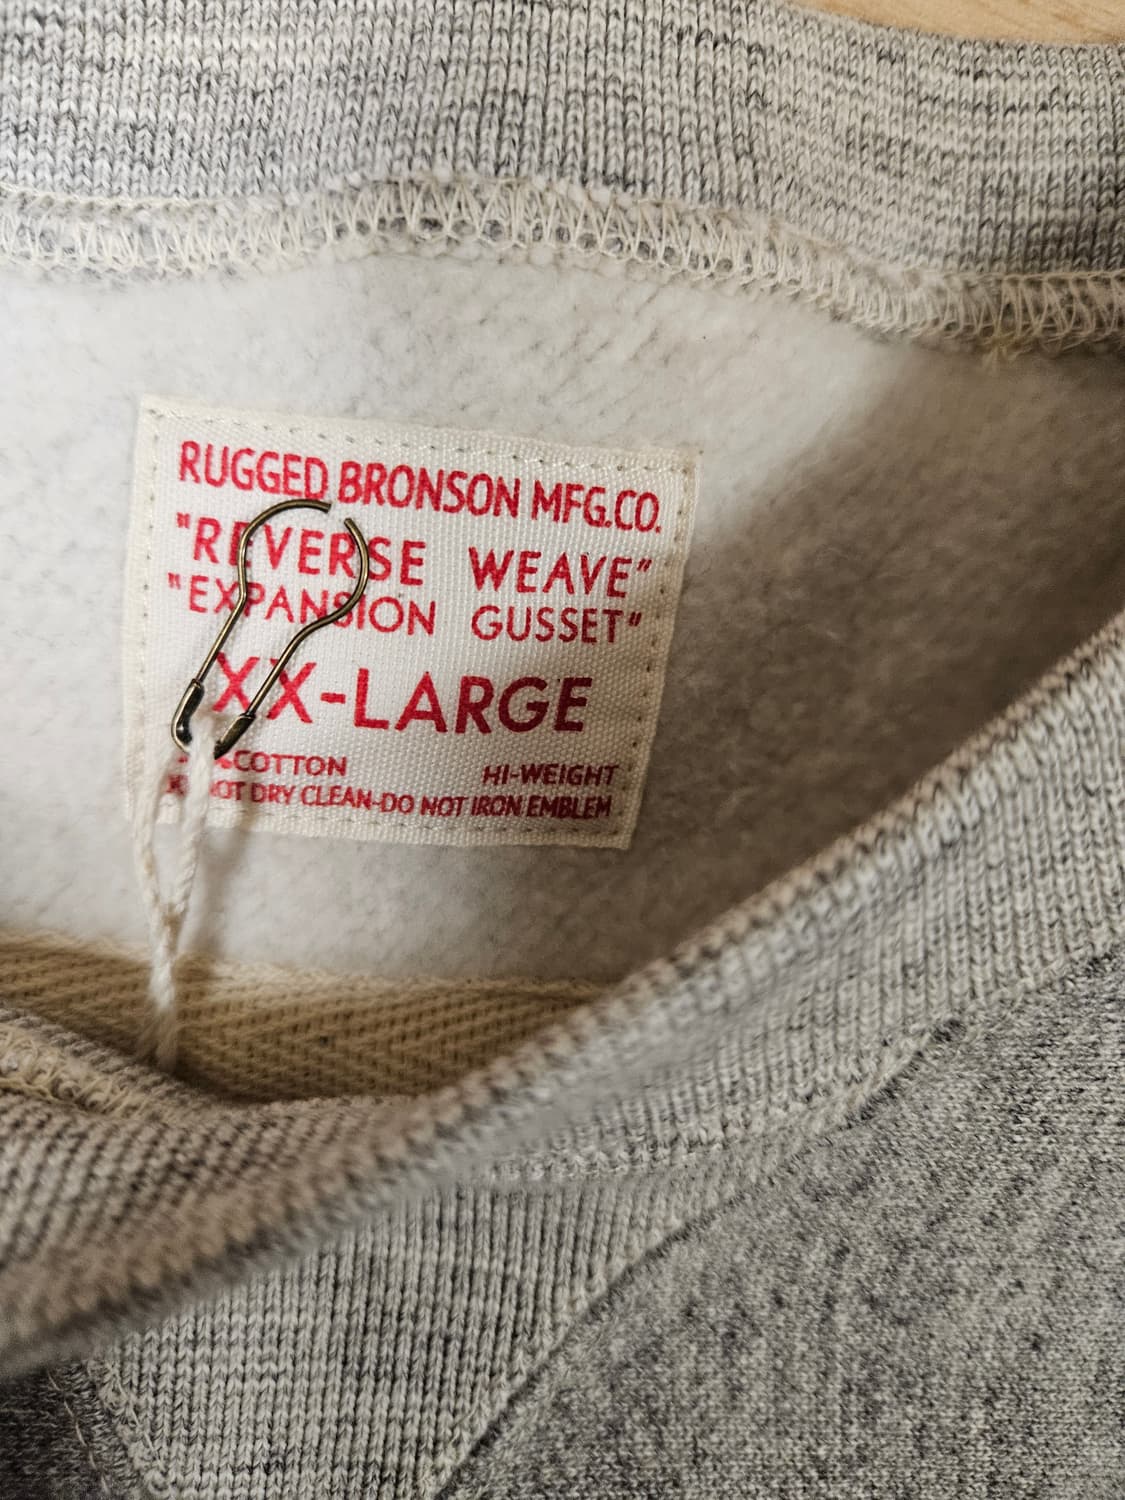 RUGGED BRONSON MFG.CO.
"REVERSE WEAVE"
"EXPANSION GUSSET"
XX-LARGE
COTTON HI-WEIGHT
NOT DRY CLEAN-DO NOT IRON EMBLEM